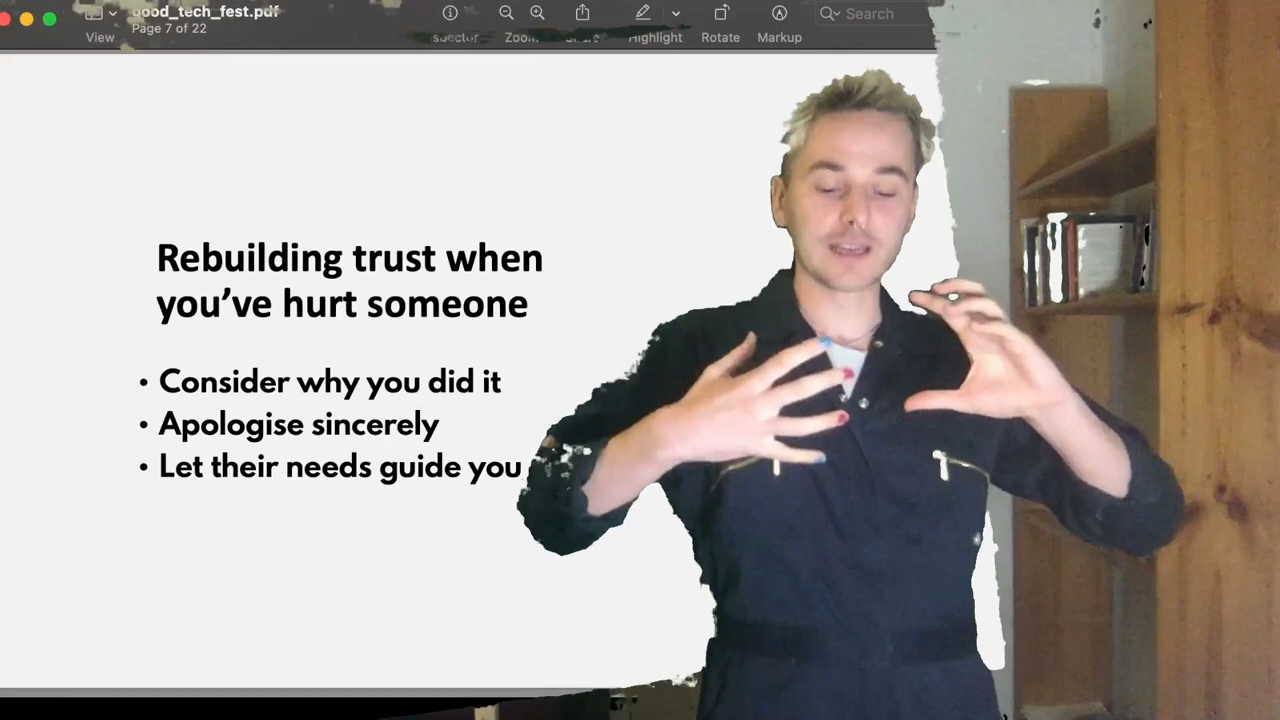 good_tech_fest.pdf
Page 7 of 22
Search
View
Zoom
Share
Highlight
Rotate
Markup
Rebuilding trust when
you've hurt someone
• Consider why you did it
• Apologise sincerely
• Let their needs guide you